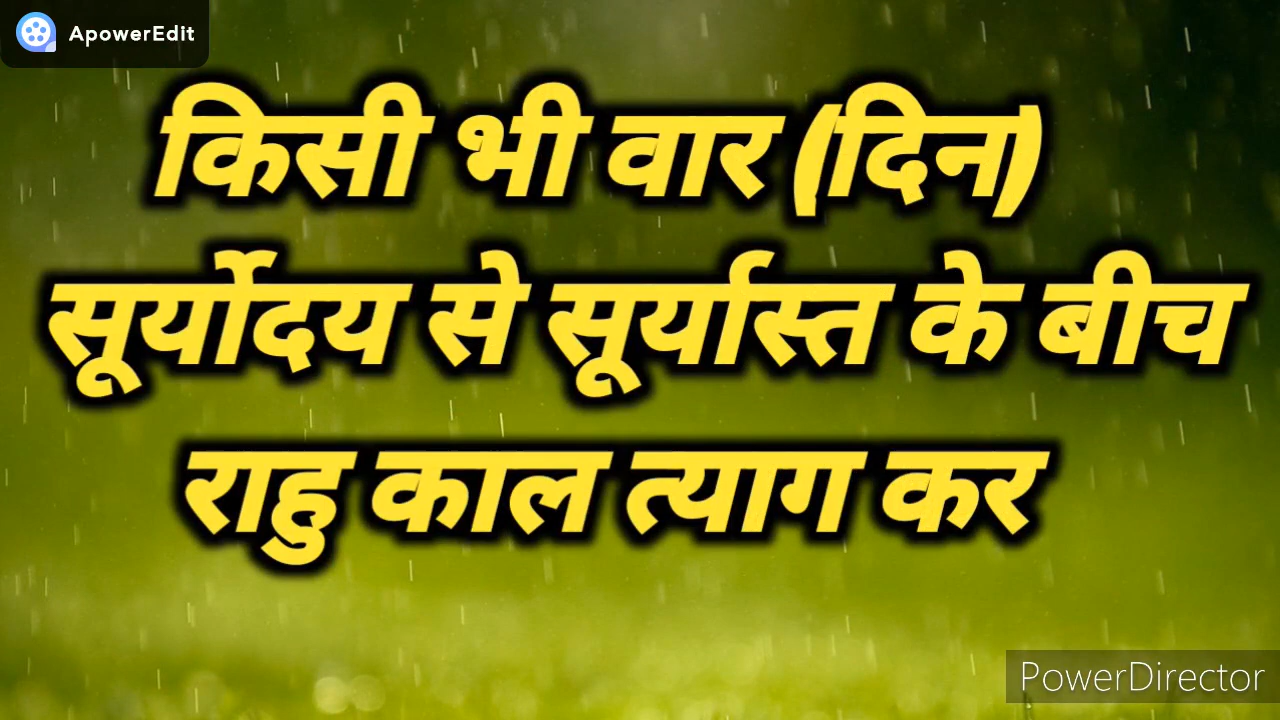 ApowerEdit
किसी भी वार (दिन)
सूर्योदय से सूर्यास्त के बीच
राहु काल त्याग कर
PowerDirector